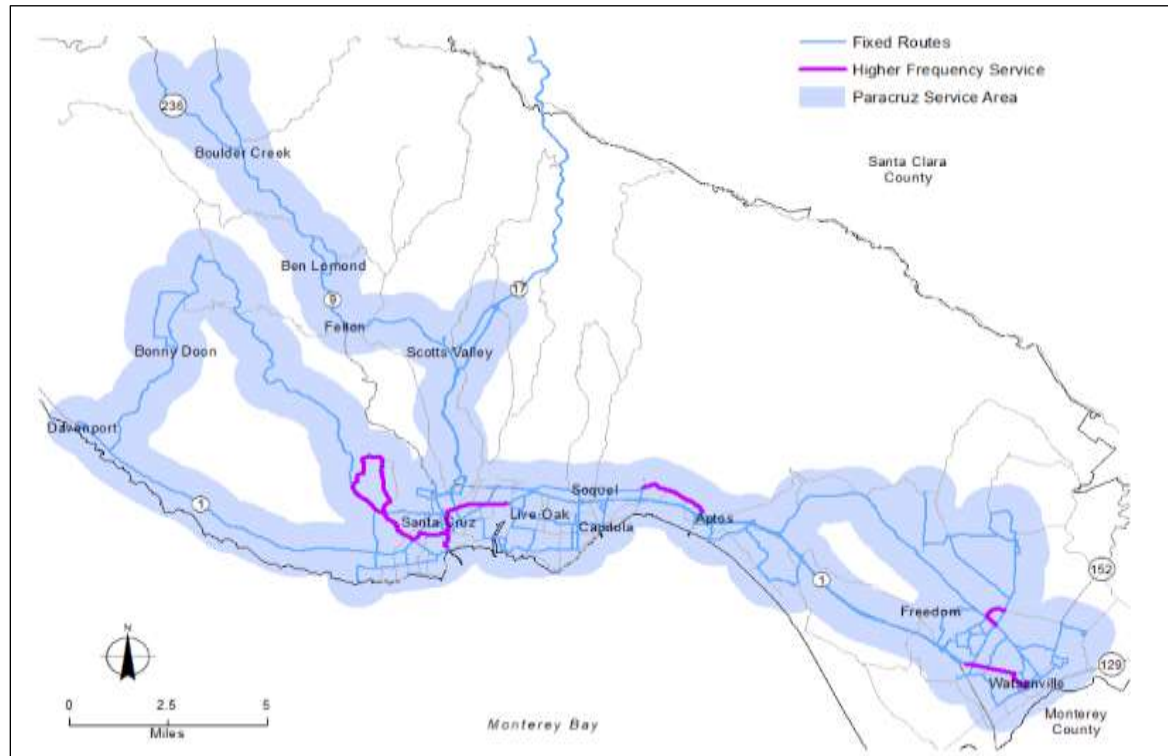 Fixed Routes
Higher Frequency Service
Paracruz Service Area
236
Boulder Creek
Santa Clara
County
Ben Lomond
17
9
Felton
Scotts Valley
Bonny Doon
Davenport
1
Soquel
Santa Cruz
Live Oak
Capitola
Aptos
1
152
Freedom
129
Watsonville
Monterey
County
N
0 2.5 5
Miles
Monterey Bay